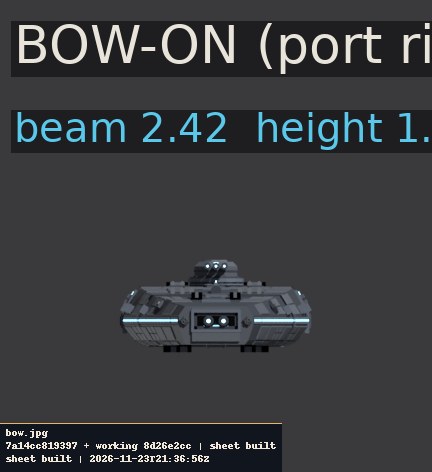 BOW-ON (port ri
beam 2.42 height 1.
bow.jpg
7a14cc819397 + working 8d26e2cc | sheet built
sheet built | 2026-11-23T21:36:56Z